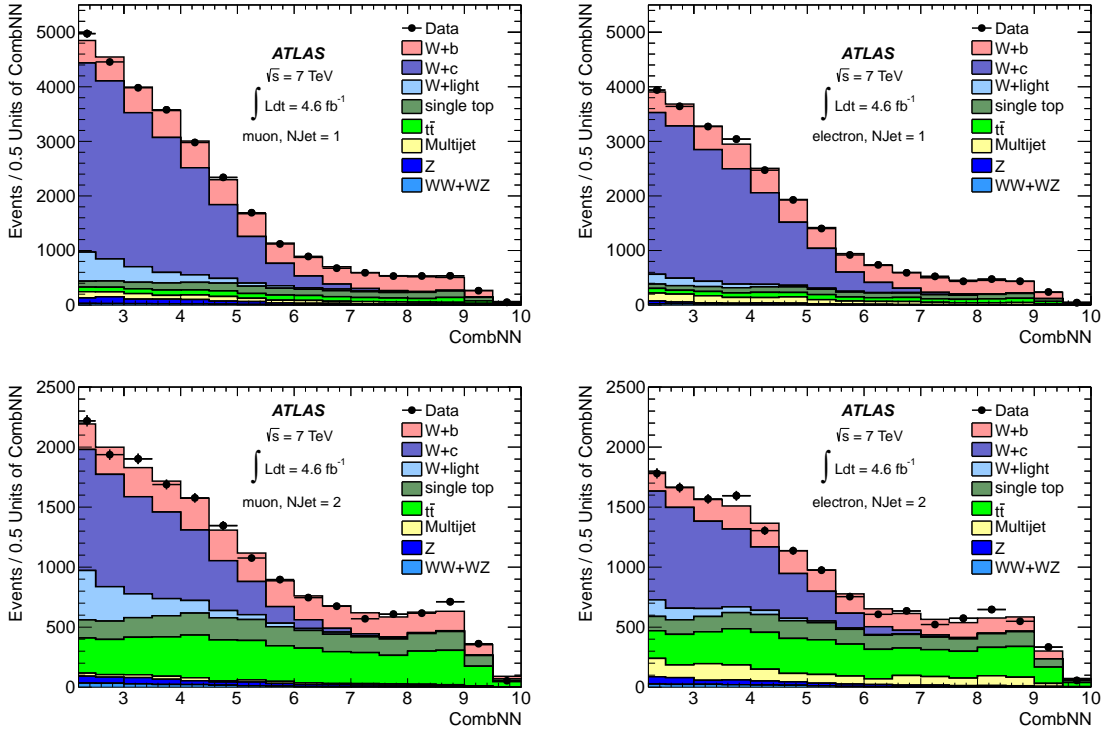 Events / 0.5 Units of CombNN
5000
4000
3000
2000
1000
0
ATLAS
√s = 7 TeV
∫ Ldt = 4.6 fb⁻¹
muon, NJet = 1
Data
W+b
W+c
W+light
single top
tt̄
Multijet
Z
WW+WZ
3 4 5 6 7 8 9 10
CombNN
Events / 0.5 Units of CombNN
5000
4000
3000
2000
1000
0
ATLAS
√s = 7 TeV
∫ Ldt = 4.6 fb⁻¹
electron, NJet = 1
Data
W+b
W+c
W+light
single top
tt̄
Multijet
Z
WW+WZ
3 4 5 6 7 8 9 10
CombNN
Events / 0.5 Units of CombNN
2500
2000
1500
1000
500
0
ATLAS
√s = 7 TeV
∫ Ldt = 4.6 fb⁻¹
muon, NJet = 2
Data
W+b
W+c
W+light
single top
tt̄
Multijet
Z
WW+WZ
3 4 5 6 7 8 9 10
CombNN
Events / 0.5 Units of CombNN
2500
2000
1500
1000
500
0
ATLAS
√s = 7 TeV
∫ Ldt = 4.6 fb⁻¹
electron, NJet = 2
Data
W+b
W+c
W+light
single top
tt̄
Multijet
Z
WW+WZ
3 4 5 6 7 8 9 10
CombNN